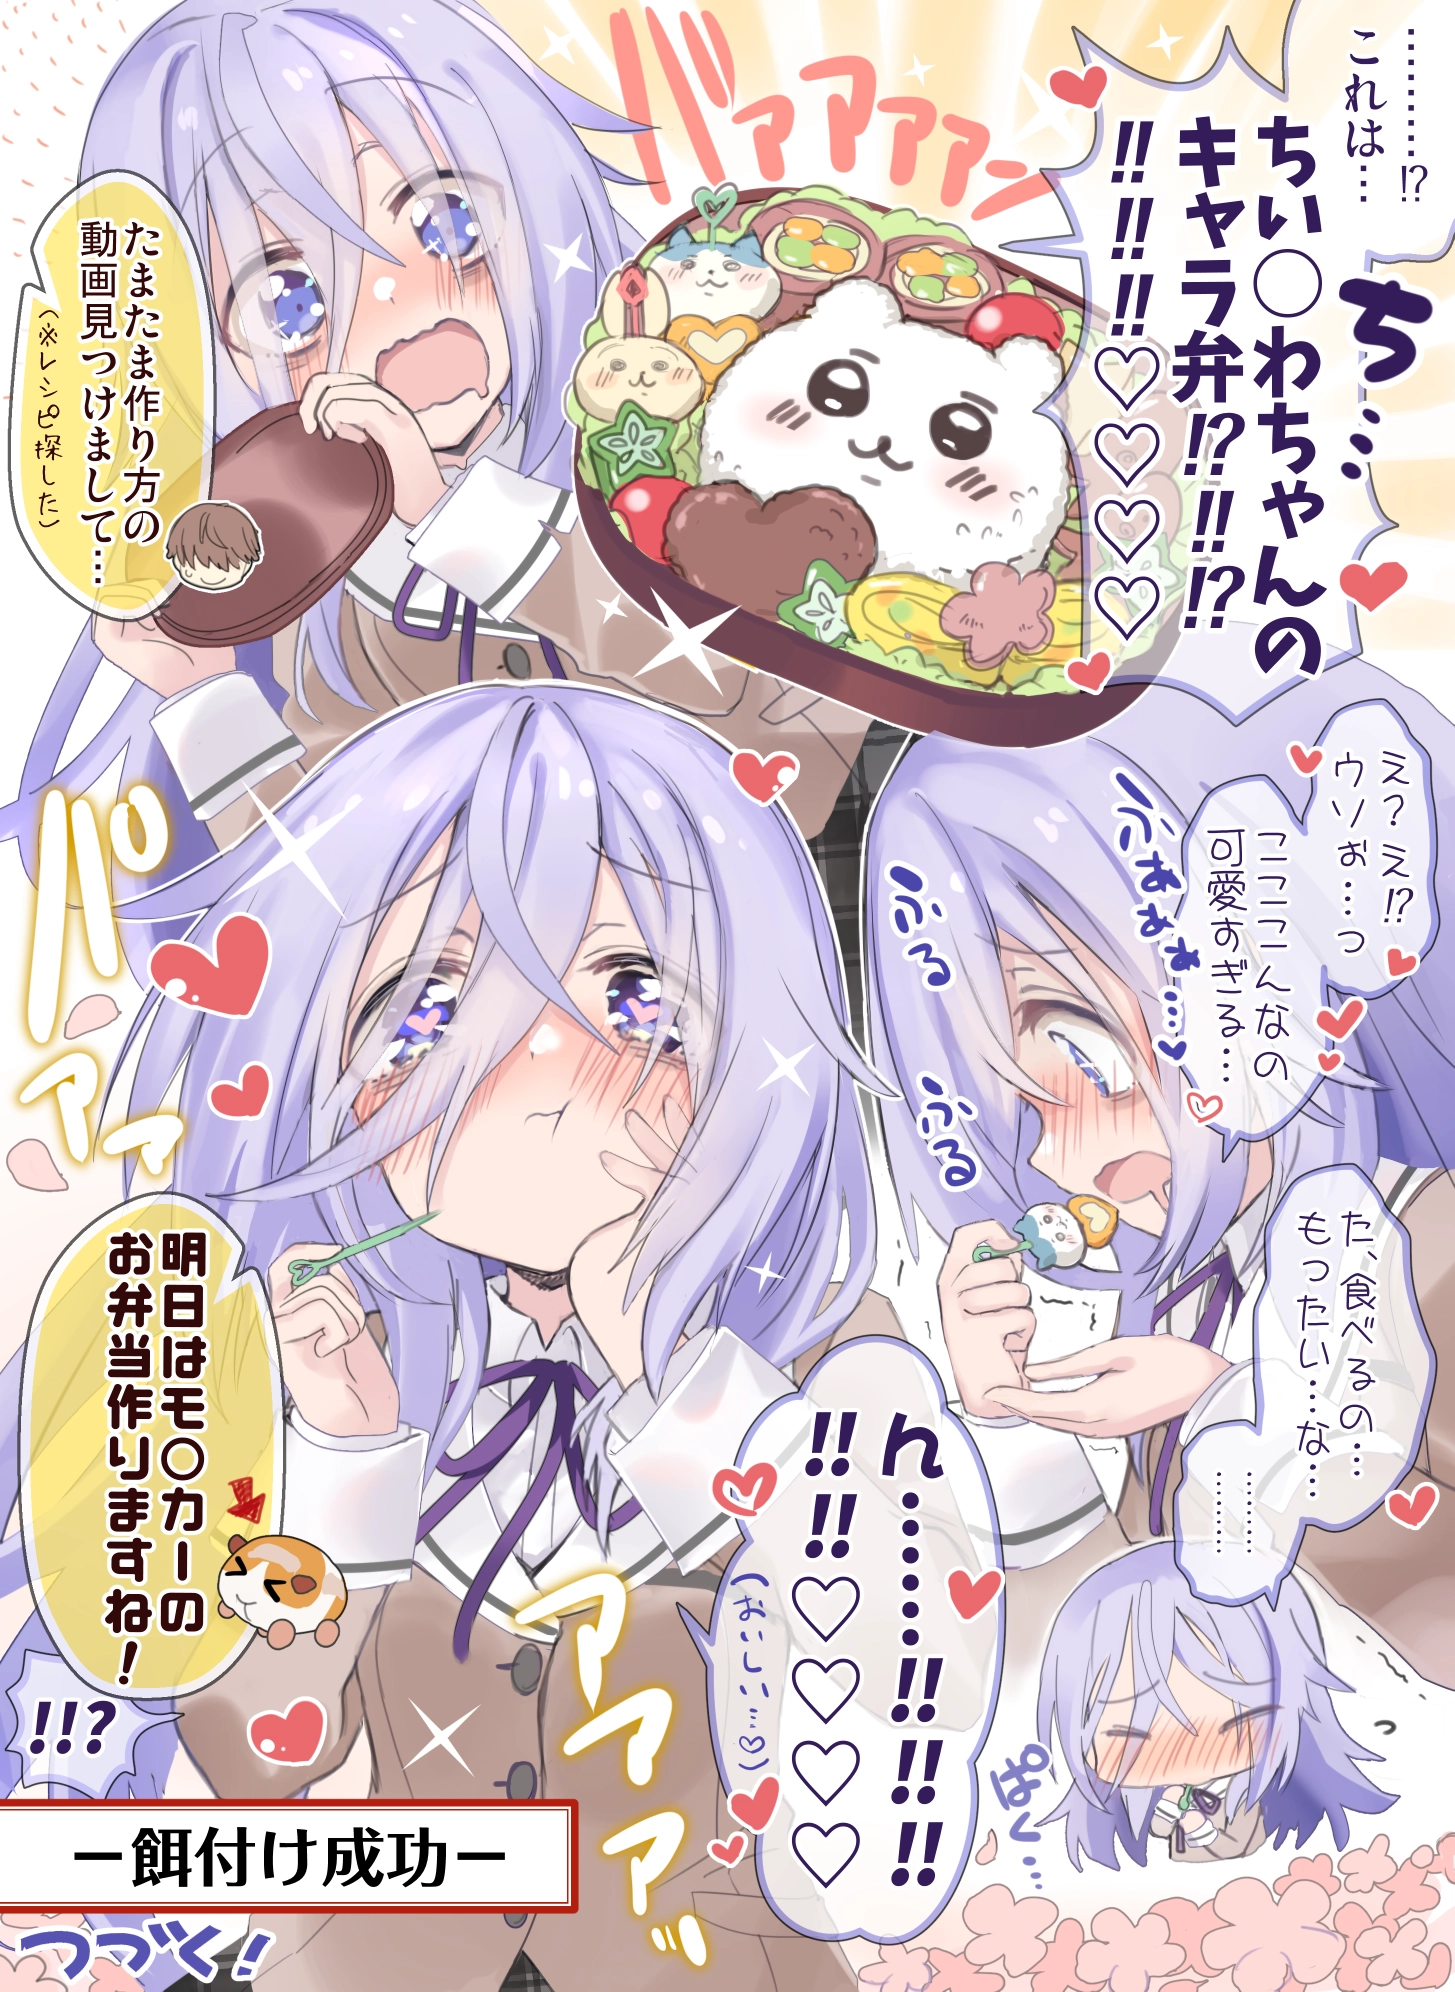 …………⁉
これは…
ち…
ちい◯わちゃんの
キャラ弁⁉‼⁉
‼‼‼♡♡♡♡
バァアアアアン
たまたま作り方の
動画見つけまして…
(※レシピ探した)
え?え⁉
ウソぉ…っ
こここんなの
可愛すぎる…
ふぁぁぁ…♥
ふるふる
た、食べるの…
もったい…な…
………
………
ぱく…
ん………‼‼‼
‼‼♡♡♡♡
(おいしい…♡)
パァアアアアッ‼
明日はモ◯カーの
お弁当作りますね!
!!?
ー餌付け成功ー
つづく!